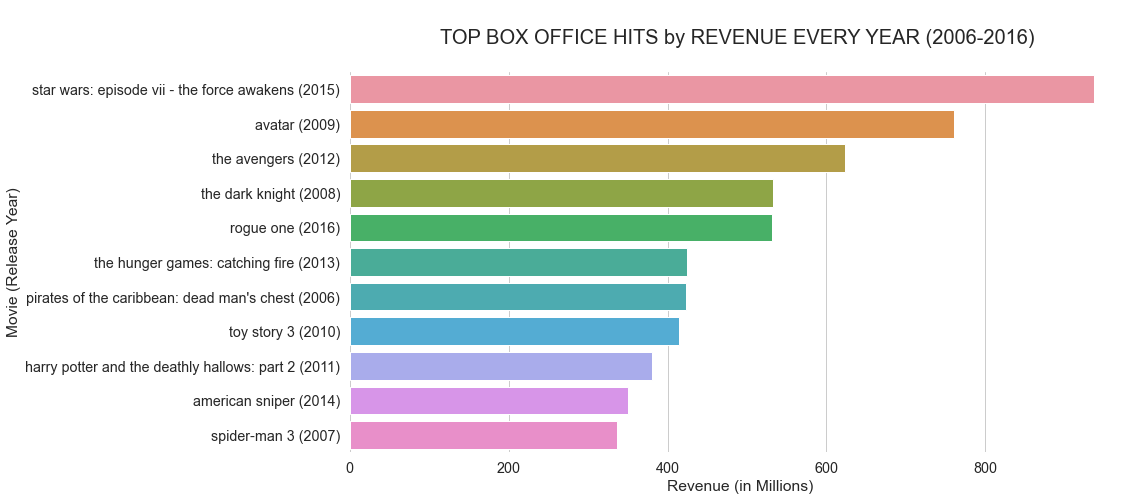 TOP BOX OFFICE HITS by REVENUE EVERY YEAR (2006-2016)
Movie (Release Year)
star wars: episode vii - the force awakens (2015)
avatar (2009)
the avengers (2012)
the dark knight (2008)
rogue one (2016)
the hunger games: catching fire (2013)
pirates of the caribbean: dead man's chest (2006)
toy story 3 (2010)
harry potter and the deathly hallows: part 2 (2011)
american sniper (2014)
spider-man 3 (2007)
0 200 400 600 800
Revenue (in Millions)